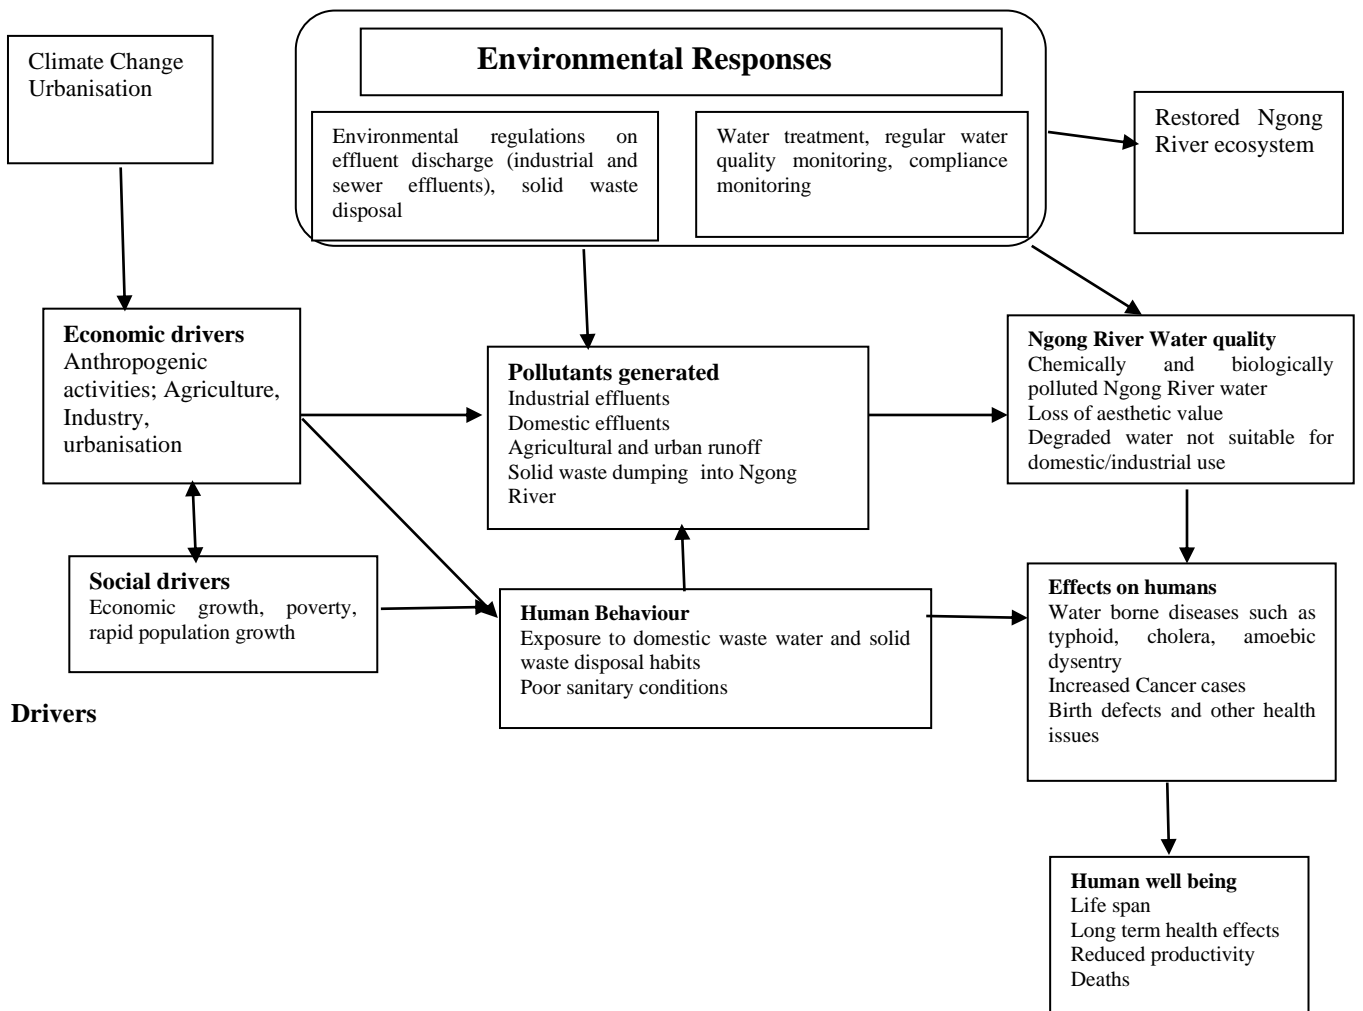 Climate Change
Urbanisation
Environmental Responses
Environmental regulations on
effluent discharge (industrial and
sewer effluents), solid waste
disposal
Water treatment, regular water
quality monitoring, compliance
monitoring
Restored Ngong
River ecosystem
Economic drivers
Anthropogenic
activities; Agriculture,
Industry,
urbanisation
Pollutants generated
Industrial effluents
Domestic effluents
Agricultural and urban runoff
Solid waste dumping into Ngong
River
Ngong River Water quality
Chemically and biologically
polluted Ngong River water
Loss of aesthetic value
Degraded water not suitable for
domestic/industrial use
Social drivers
Economic growth, poverty,
rapid population growth
Human Behaviour
Exposure to domestic waste water and solid
waste disposal habits
Poor sanitary conditions
Effects on humans
Water borne diseases such as
typhoid, cholera, amoebic
dysentry
Increased Cancer cases
Birth defects and other health
issues
Drivers
Human well being
Life span
Long term health effects
Reduced productivity
Deaths